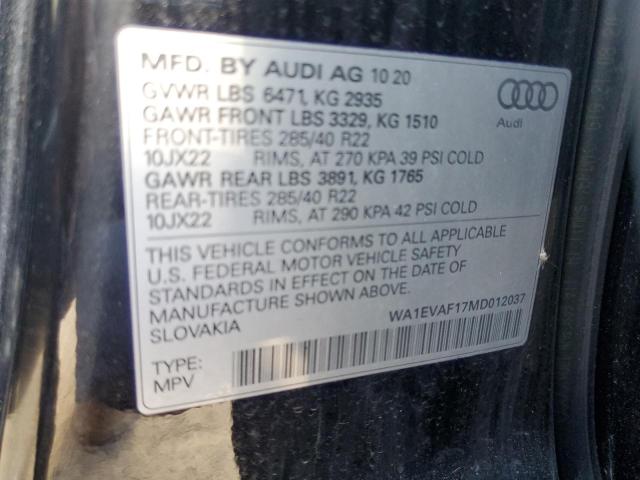 MFD. BY AUDI AG 10 20
GVWR LBS 6471, KG 2935
GAWR FRONT LBS 3329, KG 1510
FRONT-TIRES 285/40 R22
10JX22 RIMS, AT 270 KPA 39 PSI COLD
GAWR REAR LBS 3891, KG 1765
REAR-TIRES 285/40 R22
10JX22 RIMS, AT 290 KPA 42 PSI COLD
Audi
THIS VEHICLE CONFORMS TO ALL APPLICABLE
U.S. FEDERAL MOTOR VEHICLE SAFETY
STANDARDS IN EFFECT ON THE DATE OF
MANUFACTURE SHOWN ABOVE.
SLOVAKIA
WA1EVAF17MD012037
TYPE:
MPV